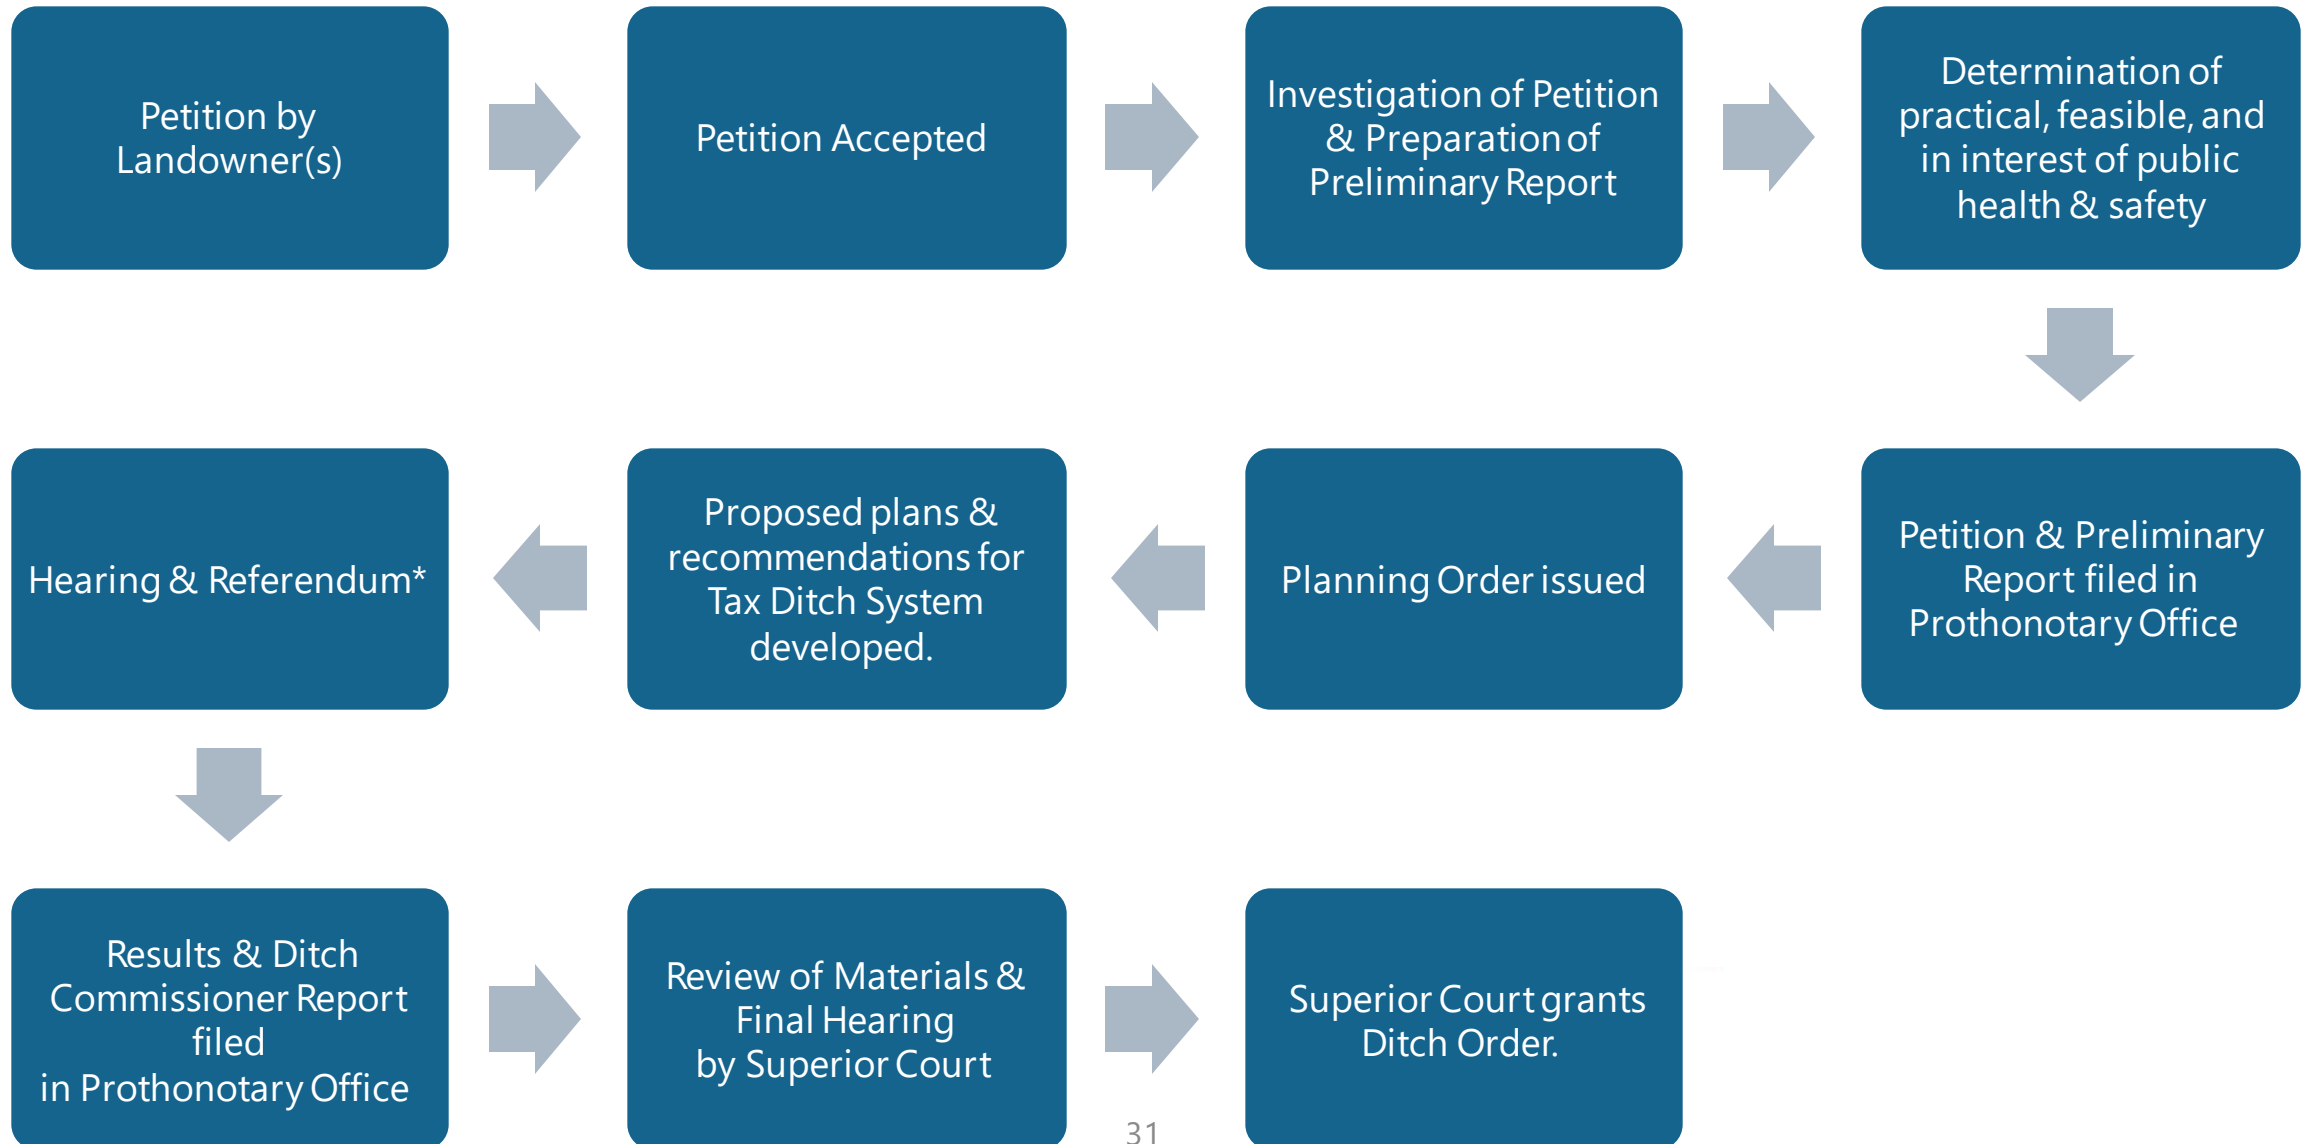 Petition by
Landowner(s)
Petition Accepted
Investigation of Petition
& Preparation of
Preliminary Report
Determination of
practical, feasible, and
in interest of public
health & safety
Petition & Preliminary
Report filed in
Prothonotary Office
Planning Order issued
Proposed plans &
recommendations for
Tax Ditch System
developed.
Hearing & Referendum*
Results & Ditch
Commissioner Report
filed
in Prothonotary Office
Review of Materials &
Final Hearing
by Superior Court
Superior Court grants
Ditch Order.
31